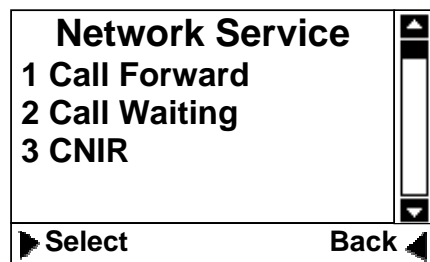 Network Service
1 Call Forward
2 Call Waiting
3 CNIR
Select Back